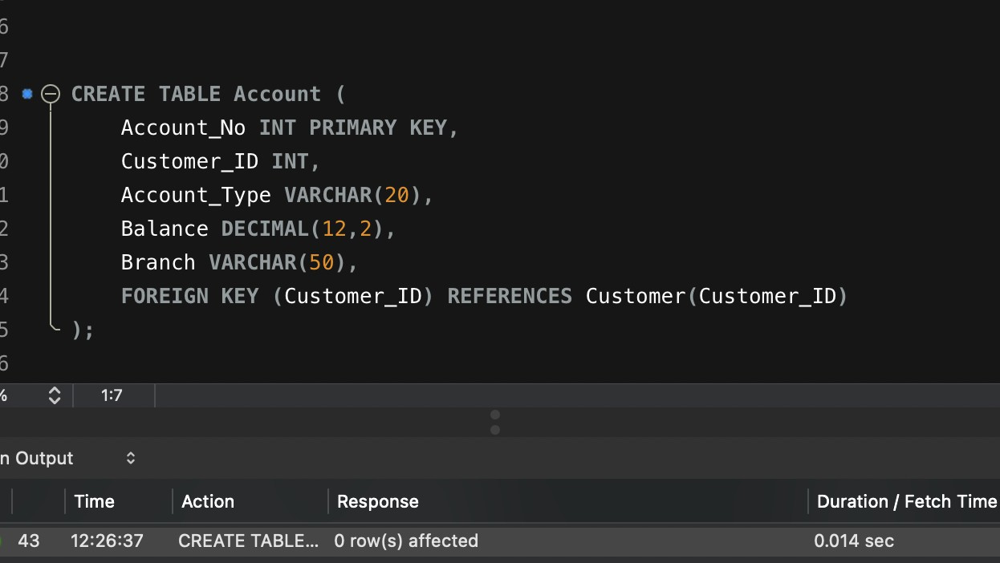 6
7
8 CREATE TABLE Account (
9 Account_No INT PRIMARY KEY,
0 Customer_ID INT,
1 Account_Type VARCHAR(20),
2 Balance DECIMAL(12,2),
3 Branch VARCHAR(50),
4 FOREIGN KEY (Customer_ID) REFERENCES Customer(Customer_ID)
5 );
6
% 1:7
n Output
Time Action Response Duration / Fetch Time
43 12:26:37 CREATE TABLE... 0 row(s) affected 0.014 sec